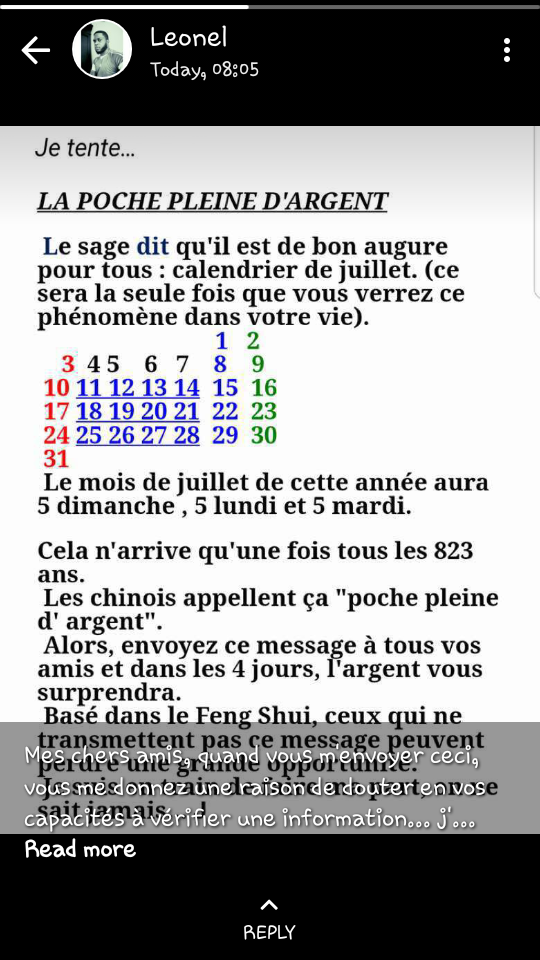 Leonel
Today, 08:05
Je tente...
LA POCHE PLEINE D'ARGENT
Le sage dit qu'il est de bon augure
pour tous : calendrier de juillet. (ce
sera la seule fois que vous verrez ce
phénomène dans votre vie).
1 2
3 4 5 6 7 8 9
10 11 12 13 14 15 16
17 18 19 20 21 22 23
24 25 26 27 28 29 30
31
Le mois de juillet de cette année aura
5 dimanche , 5 lundi et 5 mardi.
Cela n'arrive qu'une fois tous les 823
ans.
Les chinois appellent ça "poche pleine
d' argent".
Alors, envoyez ce message à tous vos
amis et dans les 4 jours, l'argent vous
surprendra.
Basé dans le Feng Shui, ceux qui ne
transmettent pas ce message peuvent
perdre une grande opportunité.
sait jamais
Mes chers amis, quand vous m'envoyer ceci,
vous me donnez une raison de douter en vos
capacités à vérifier une information... j'...
Read more
REPLY